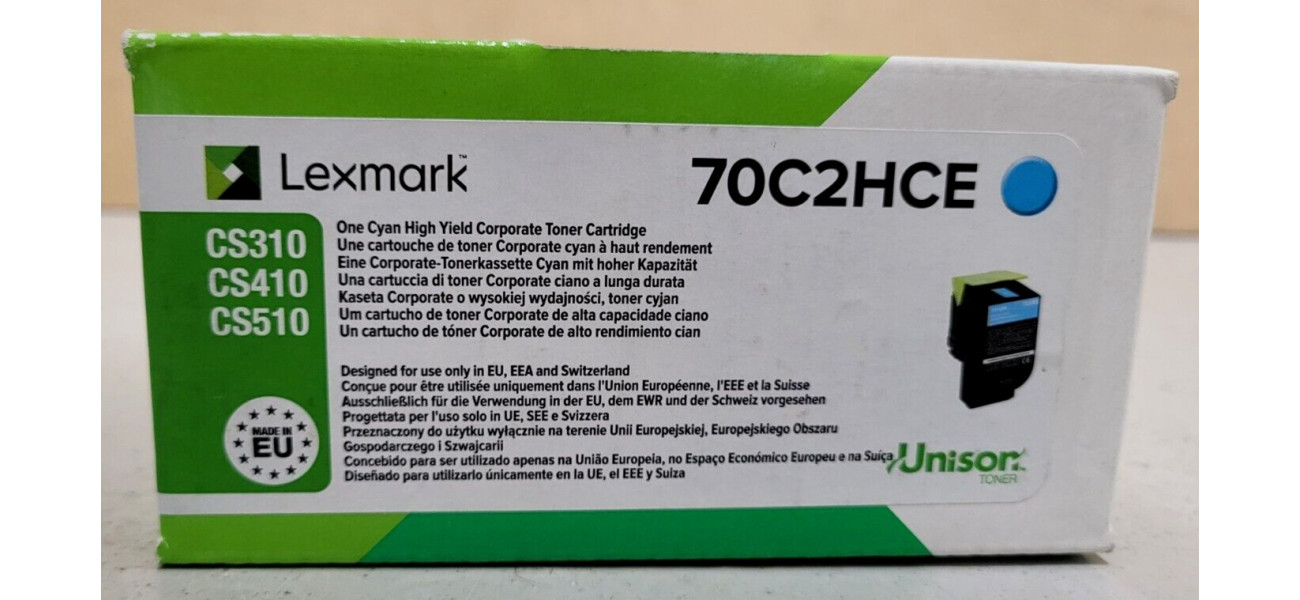 Lexmark™
70C2HCE
CS310
CS410
CS510
One Cyan High Yield Corporate Toner Cartridge
Une cartouche de toner Corporate cyan à haut rendement
Eine Corporate-Tonerkassette Cyan mit hoher Kapazität
Una cartuccia di toner Corporate ciano a lunga durata
Kaseta Corporate o wysokiej wydajności, toner cyjan
Um cartucho de toner Corporate de alta capacidade ciano
Un cartucho de tóner Corporate de alto rendimiento cian
Designed for use only in EU, EEA and Switzerland
Conçue pour être utilisée uniquement dans l'Union Européenne, l'EEE et la Suisse
Ausschließlich für die Verwendung in der EU, dem EWR und der Schweiz vorgesehen
Progettata per l'uso solo in UE, SEE e Svizzera
Przeznaczony do użytku wyłącznie na terenie Unii Europejskiej, Europejskiego Obszaru
Gospodarczego i Szwajcarii
Concebido para ser utilizado apenas na União Europeia, no Espaço Económico Europeu e na Suíça
Diseñado para utilizarlo únicamente en la UE, el EEE y Suiza
MADE IN
EU
Unison
TONER